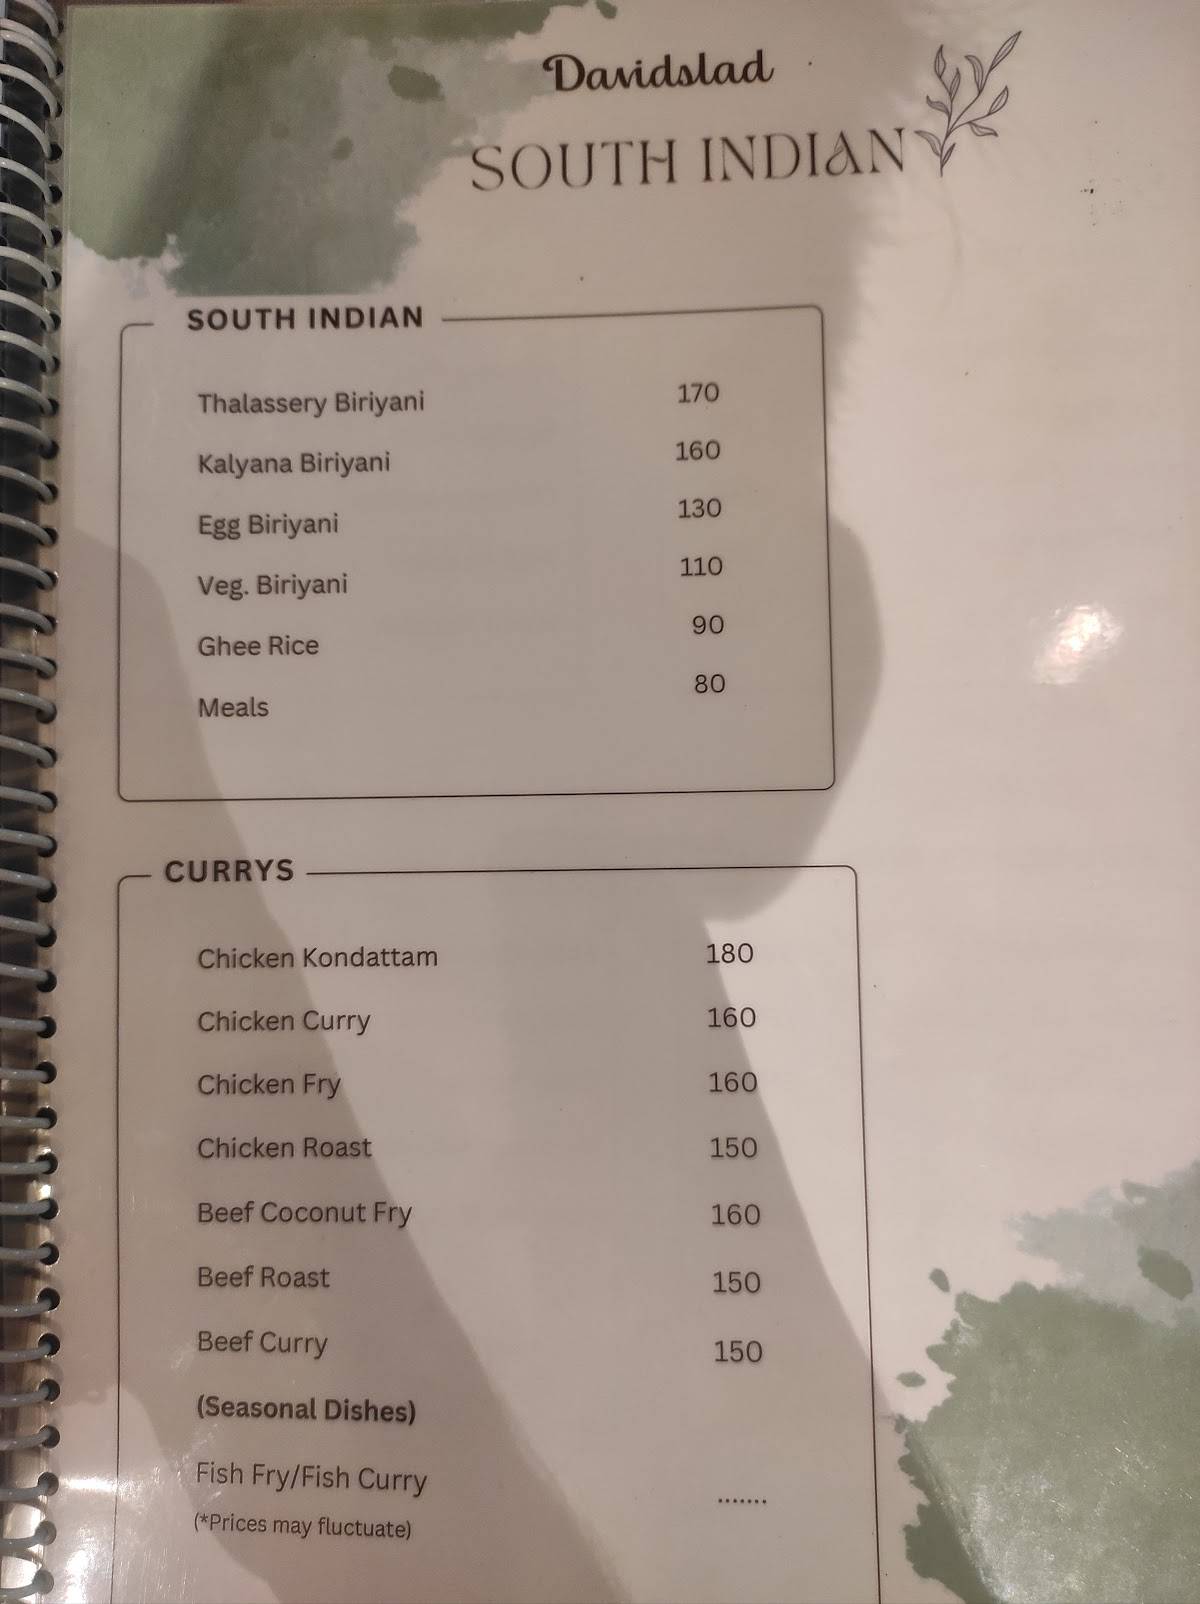 Davidslad
SOUTH INDIAN
SOUTH INDIAN
Thalassery Biriyani 170
Kalyana Biriyani 160
Egg Biriyani 130
Veg. Biriyani 110
Ghee Rice 90
Meals 80
CURRYS
Chicken Kondattam 180
Chicken Curry 160
Chicken Fry 160
Chicken Roast 150
Beef Coconut Fry 160
Beef Roast 150
Beef Curry 150
(Seasonal Dishes)
Fish Fry/Fish Curry .......
(*Prices may fluctuate)